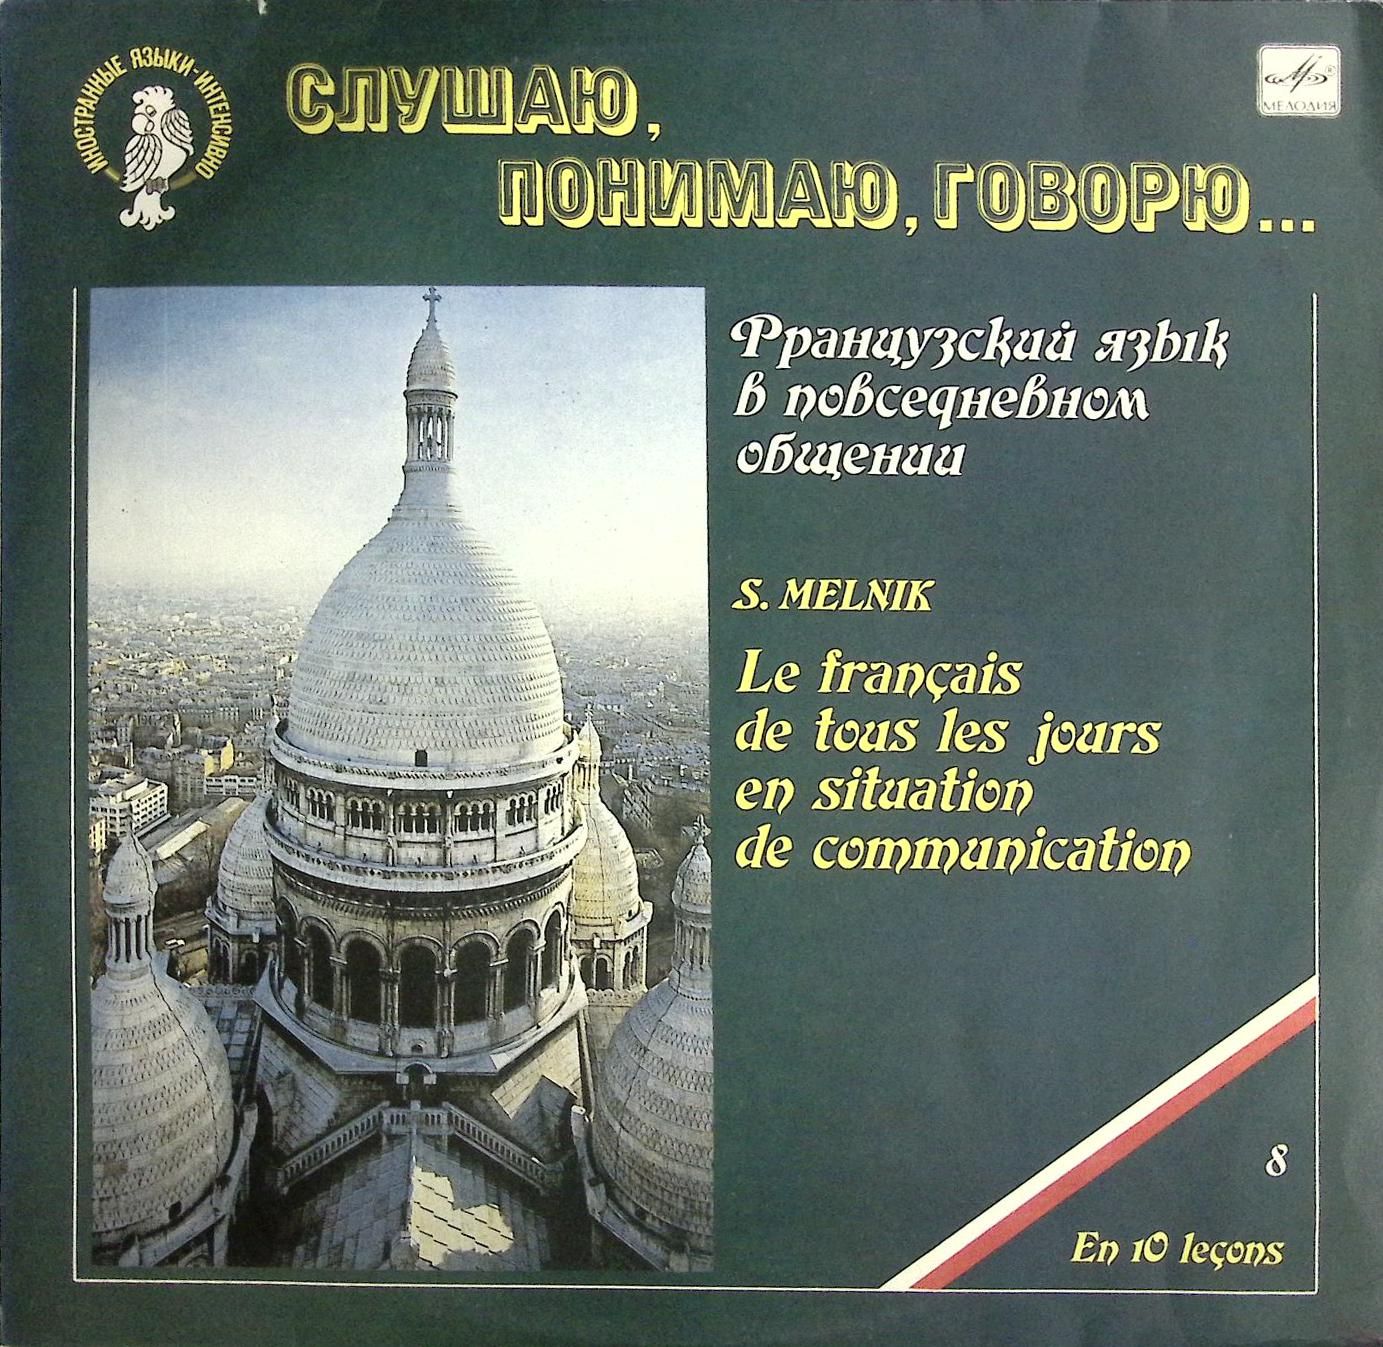 ИНОСТРАННЫЕ ЯЗЫКИ-ИНТЕНСИВНО
СЛУШАЮ,
ПОНИМАЮ, ГОВОРЮ...
МЕЛОДИЯ
Французский язык
в повседневном
общении
S. MELNIK
Le français
de tous les jours
en situation
de communication
8
En 10 leçons